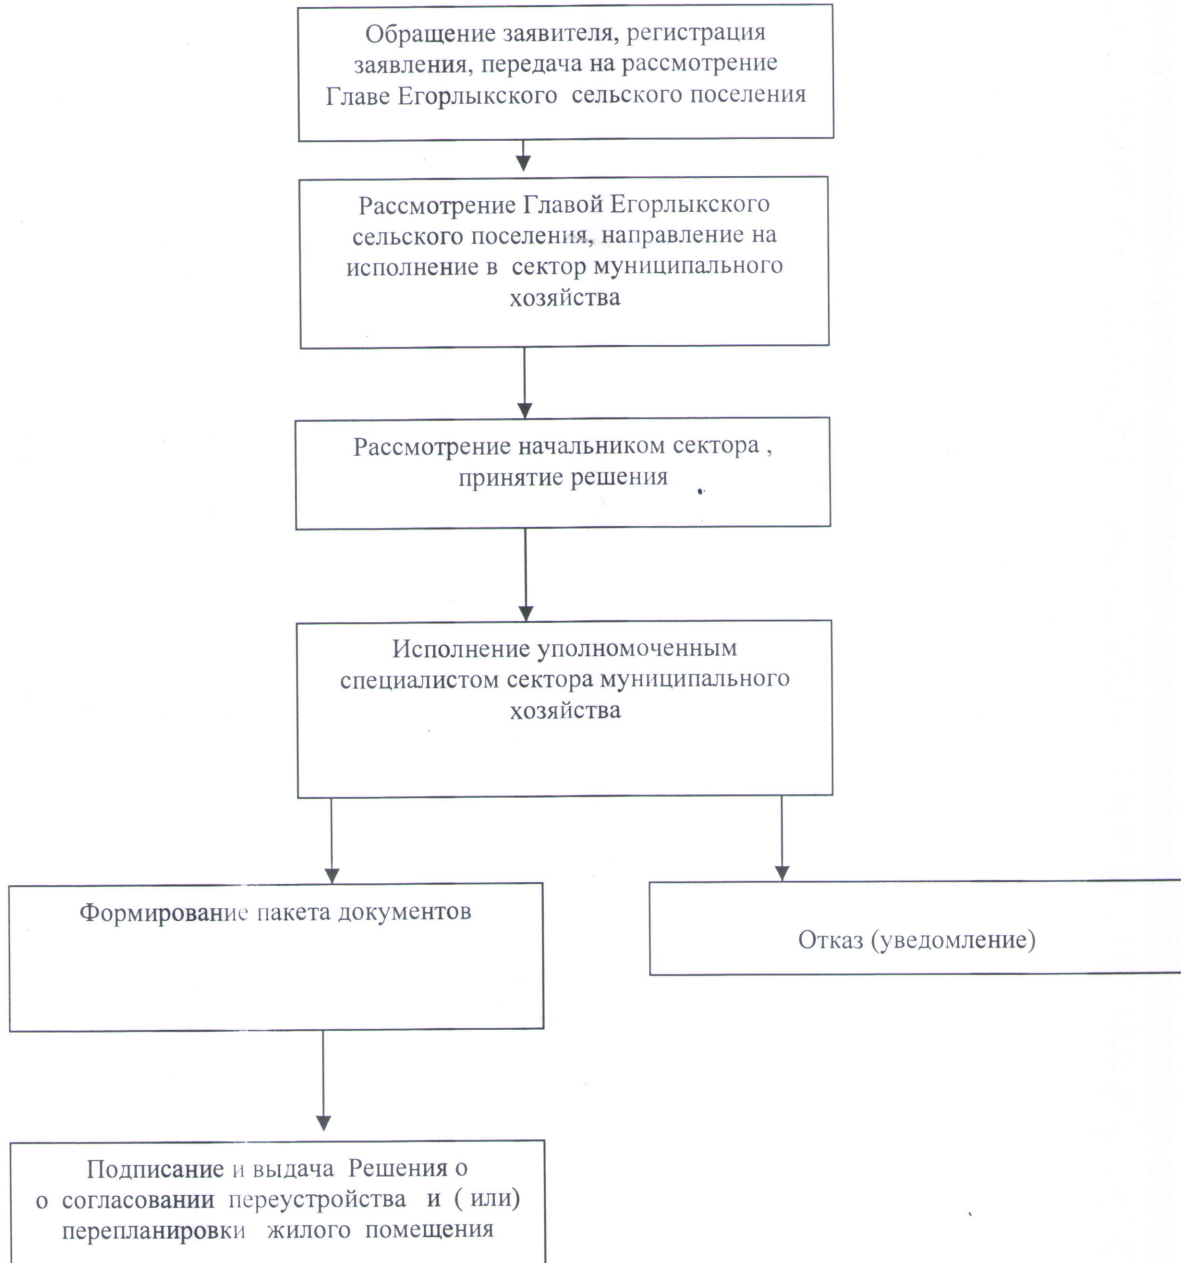 Обращение заявителя, регистрация
заявления, передача на рассмотрение
Главе Егорлыкского сельского поселения
Рассмотрение Главой Егорлыкского
сельского поселения, направление на
исполнение в сектор муниципального
хозяйства
Рассмотрение начальником сектора ,
принятие решения
Исполнение уполномоченным
специалистом сектора муниципального
хозяйства
Формирование пакета документов
Отказ (уведомление)
Подписание и выдача Решения о
о согласовании переустройства и ( или)
перепланировки жилого помещения